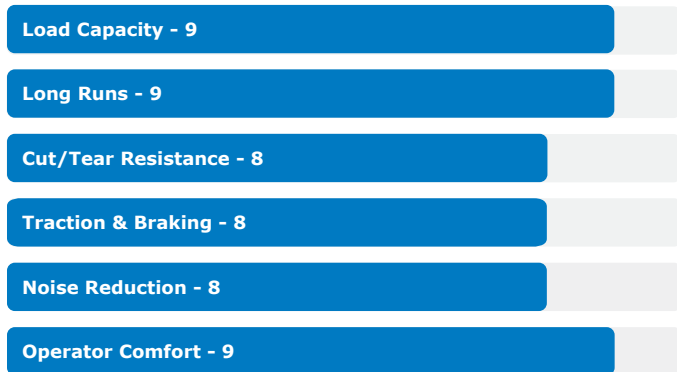 Load Capacity - 9
Long Runs - 9
Cut/Tear Resistance - 8
Traction & Braking - 8
Noise Reduction - 8
Operator Comfort - 9